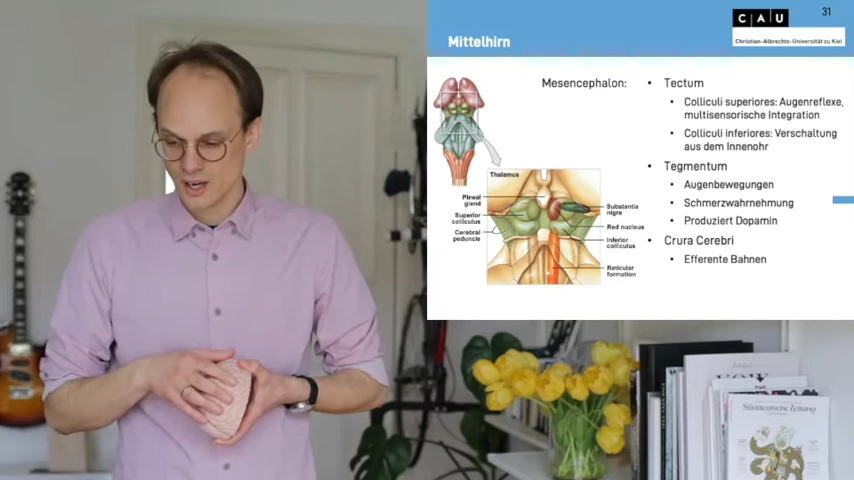 31
C A U
Christian-Albrechts-Universität zu Kiel
Mittelhirn
Mesencephalon:
• Tectum
• Colliculi superiores: Augenreflexe,
multisensorische Integration
• Colliculi inferiores: Verschaltung
aus dem Innenohr
• Tegmentum
• Augenbewegungen
• Schmerzwahrnehmung
• Produziert Dopamin
• Crura Cerebri
• Efferente Bahnen
Thalamus
Pineal
gland
Superior
colliculus
Cerebral
peduncle
Substantia
nigra
Red nucleus
Inferior
colliculus
Reticular
formation
Süddeutsche Zeitung